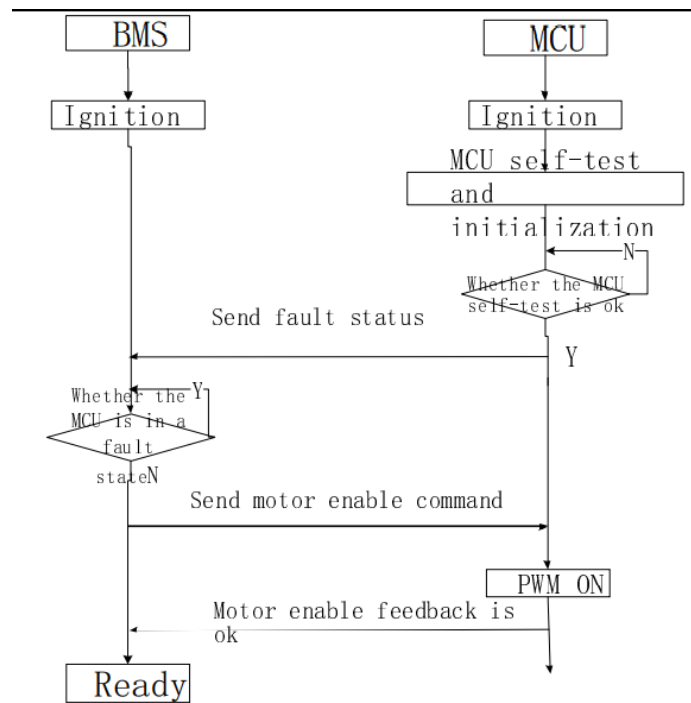 BMS
MCU
Ignition
Ignition
MCU self-test
and
initialization
N
Whether the MCU
self-test is ok
Send fault status
Y
Y
Whether the
MCU is in a
fault
stateN
Send motor enable command
PWM ON
Motor enable feedback is
ok
Ready